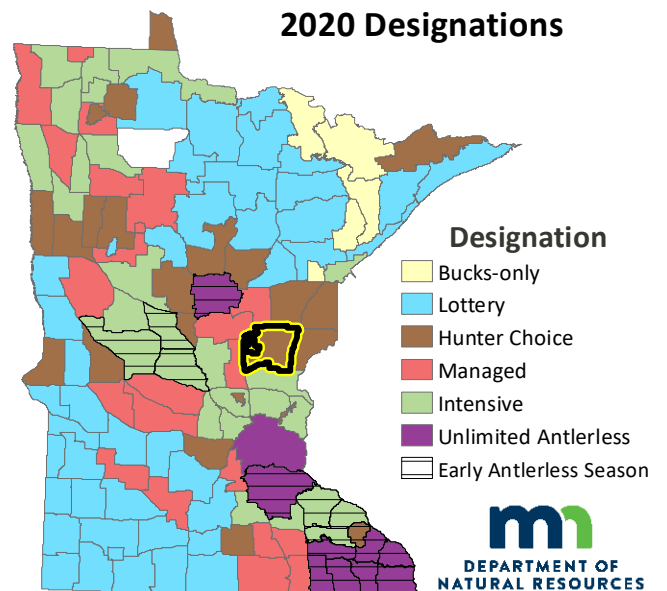 2020 Designations
Designation
Bucks-only
Lottery
Hunter Choice
Managed
Intensive
Unlimited Antlerless
Early Antlerless Season
DEPARTMENT OF
NATURAL RESOURCES